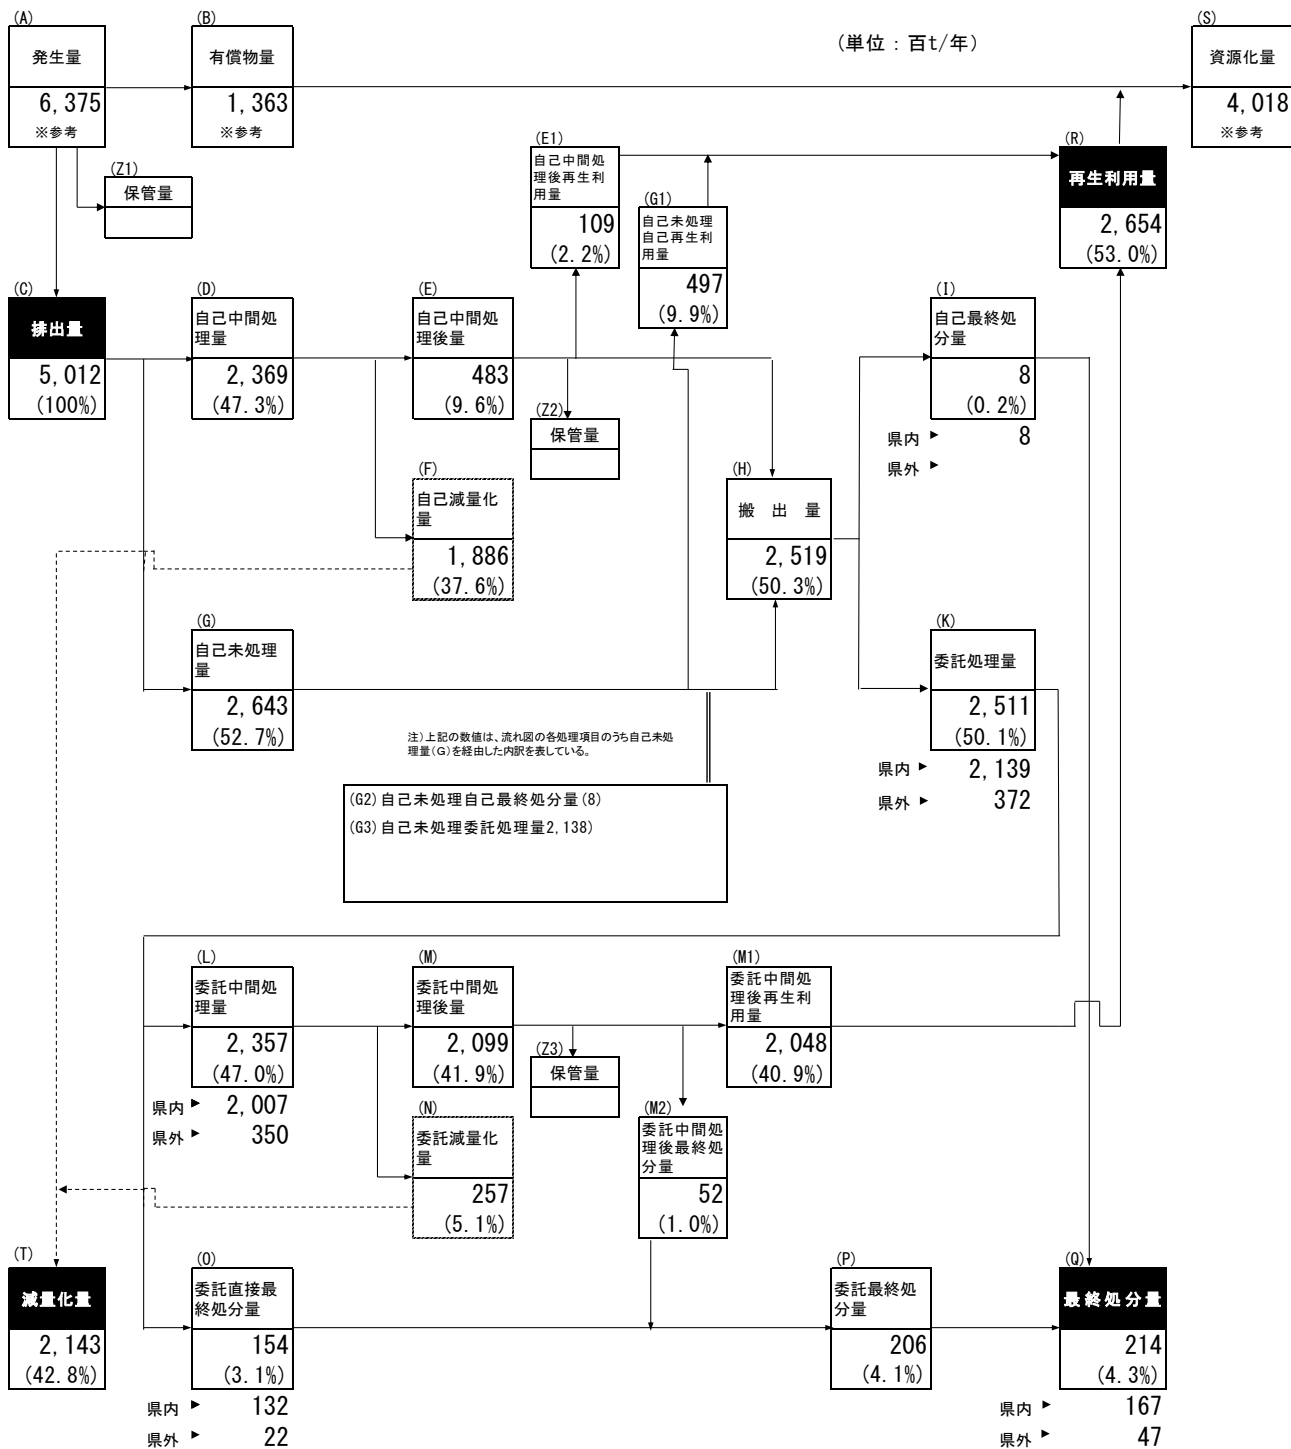 (A)
発生量
6,375
※参考
(B)
有償物量
1,363
※参考
(単位：百t/年)
(S)
資源化量
4,018
※参考
(Z1)
保管量
(E1)
自己中間処
理後再生利
用量
109
(2.2%)
(G1)
自己未処理
自己再生利
用量
497
(9.9%)
(R)
再生利用量
2,654
(53.0%)
(C)
排出量
5,012
(100%)
(D)
自己中間処
理量
2,369
(47.3%)
(E)
自己中間処
理後量
483
(9.6%)
(Z2)
保管量
(I)
自己最終処
分量
8
(0.2%)
県内 ▶ 8
県外 ▶
(F)
自己減量化
量
1,886
(37.6%)
(H)
搬 出 量
2,519
(50.3%)
(G)
自己未処理
量
2,643
(52.7%)
(K)
委託処理量
2,511
(50.1%)
県内 ▶ 2,139
県外 ▶ 372
注)上記の数値は、流れ図の各処理項目のうち自己未処
理量(G)を経由した内訳を表している。
(G2)自己未処理自己最終処分量(8)
(G3)自己未処理委託処理量2,138)
(L)
委託中間処
理量
2,357
(47.0%)
県内 ▶ 2,007
県外 ▶ 350
(M)
委託中間処
理後量
2,099
(41.9%)
(Z3)
保管量
(M1)
委託中間処
理後再生利
用量
2,048
(40.9%)
(N)
委託減量化
量
257
(5.1%)
(M2)
委託中間処
理後最終処
分量
52
(1.0%)
(T)
減量化量
2,143
(42.8%)
(O)
委託直接最
終処分量
154
(3.1%)
県内 ▶ 132
県外 ▶ 22
(P)
委託最終処
分量
206
(4.1%)
(Q)
最終処分量
214
(4.3%)
県内 ▶ 167
県外 ▶ 47